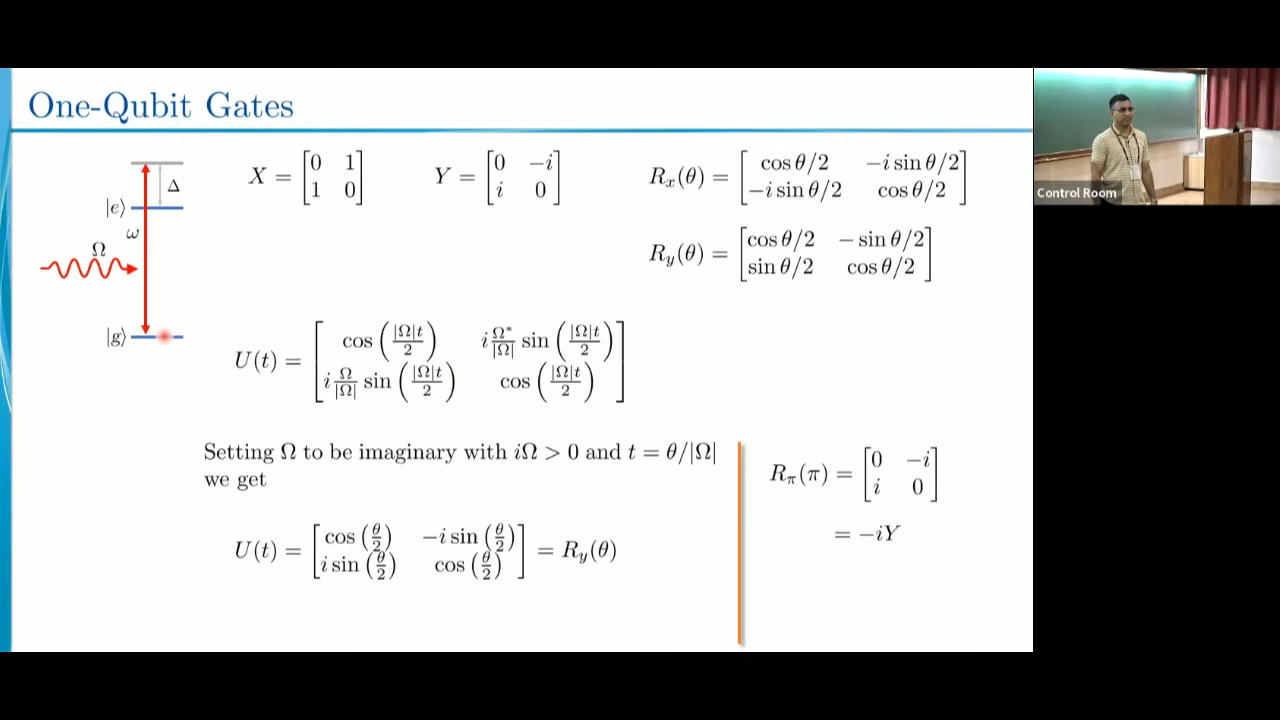 One-Qubit Gates
X = [0 1; 1 0]
Y = [0 −i; i 0]
R_x(θ) = [cos θ/2 −i sin θ/2; −i sin θ/2 cos θ/2]
Control Room
Δ
|e⟩
ω
Ω
|g⟩
R_y(θ) = [cos θ/2 − sin θ/2; sin θ/2 cos θ/2]
U(t) = [cos (|Ω|t/2) i Ω*/|Ω| sin (|Ω|t/2); i Ω/|Ω| sin (|Ω|t/2) cos (|Ω|t/2)]
Setting Ω to be imaginary with iΩ > 0 and t = θ/|Ω|
we get
U(t) = [cos (θ/2) −i sin (θ/2); i sin (θ/2) cos (θ/2)] = R_y(θ)
R_π(π) = [0 −i; i 0]
= −iY